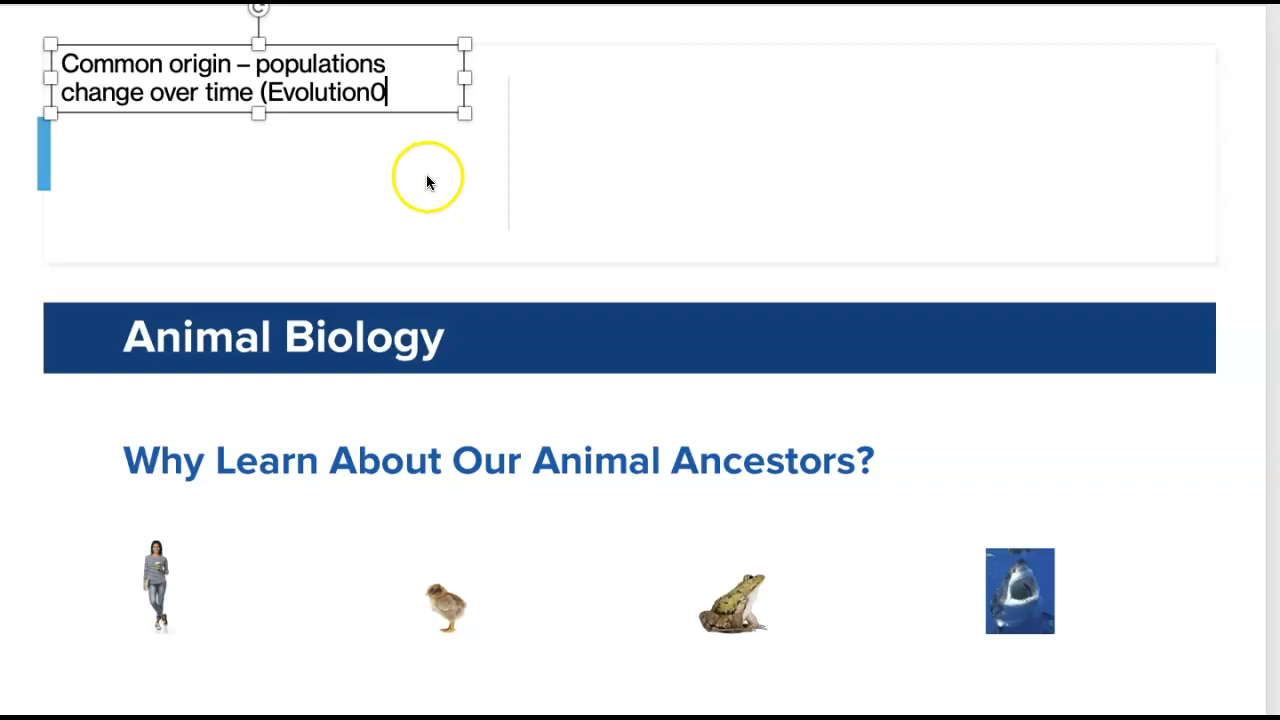 Common origin – populations
change over time (Evolution0
Animal Biology
Why Learn About Our Animal Ancestors?